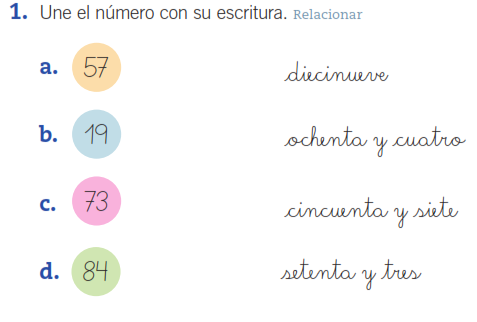 1. Une el número con su escritura. Relacionar
a. 57 diecinueve
b. 19 ochenta y cuatro
c. 73 cincuenta y siete
d. 84 setenta y tres